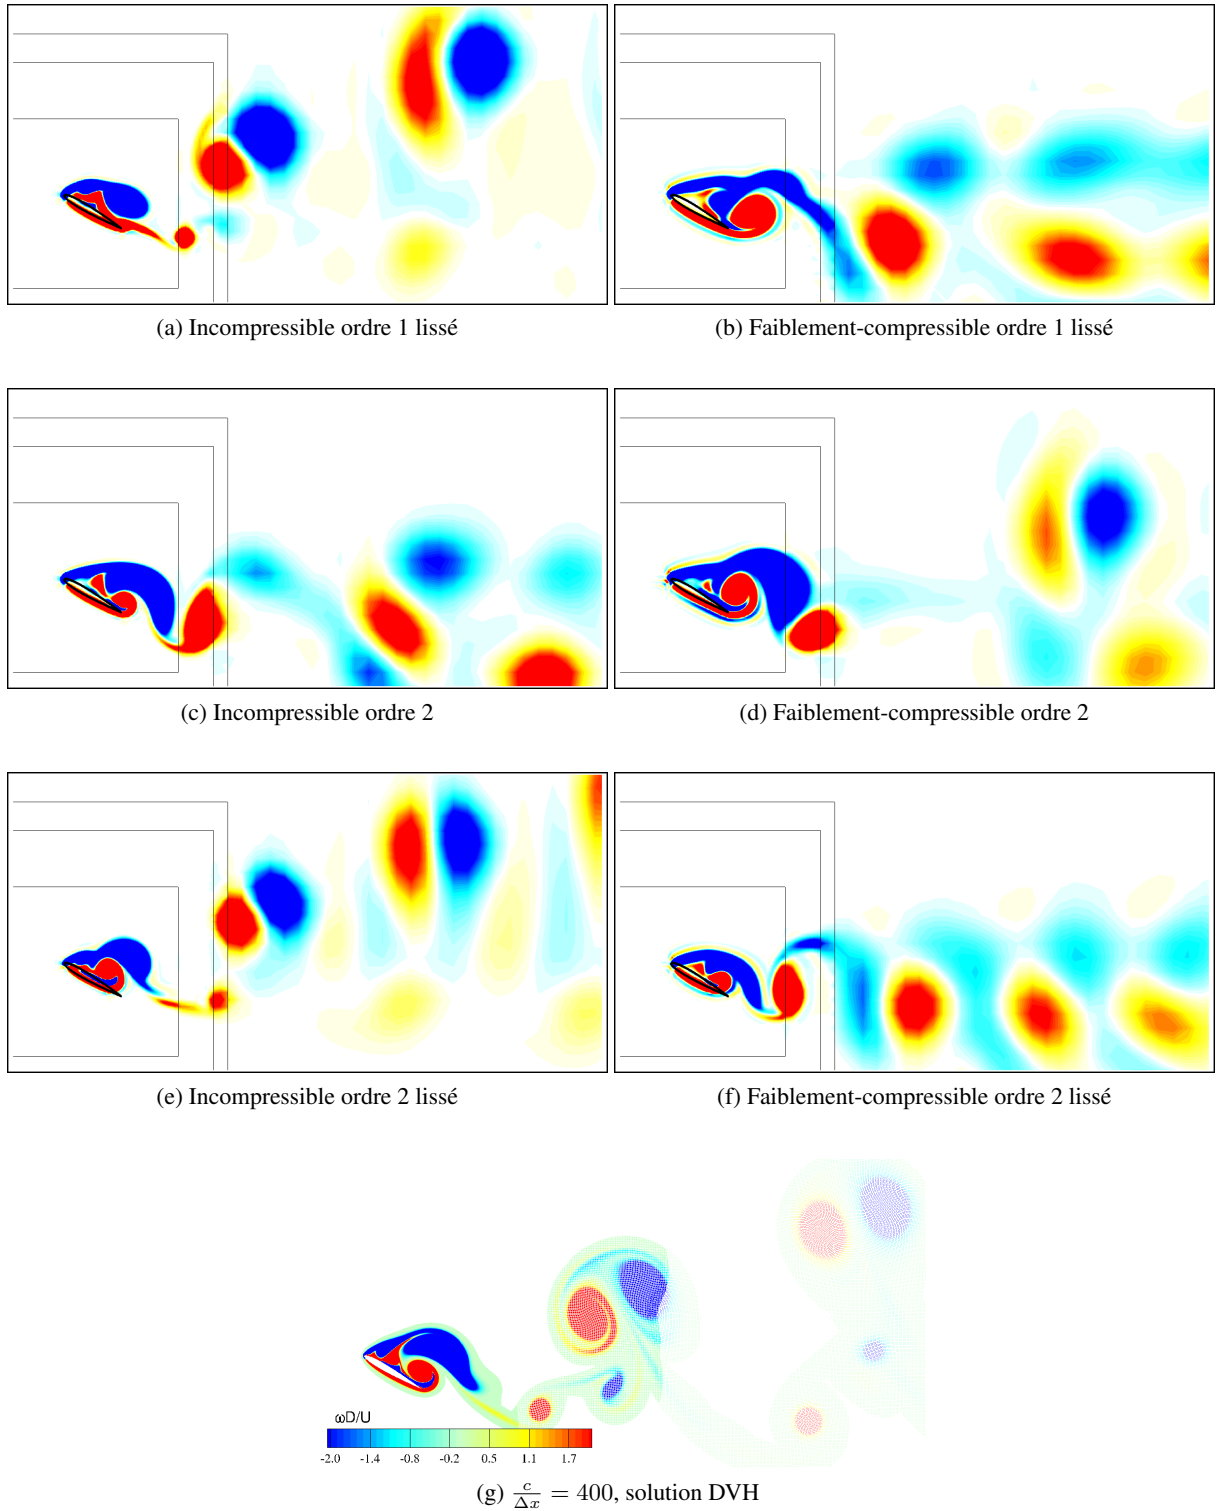 (a) Incompressible ordre 1 lissé
(b) Faiblement-compressible ordre 1 lissé
(c) Incompressible ordre 2
(d) Faiblement-compressible ordre 2
(e) Incompressible ordre 2 lissé
(f) Faiblement-compressible ordre 2 lissé
ωD/U
-2.0 -1.4 -0.8 -0.2 0.5 1.1 1.7
(g) c/Δx = 400, solution DVH